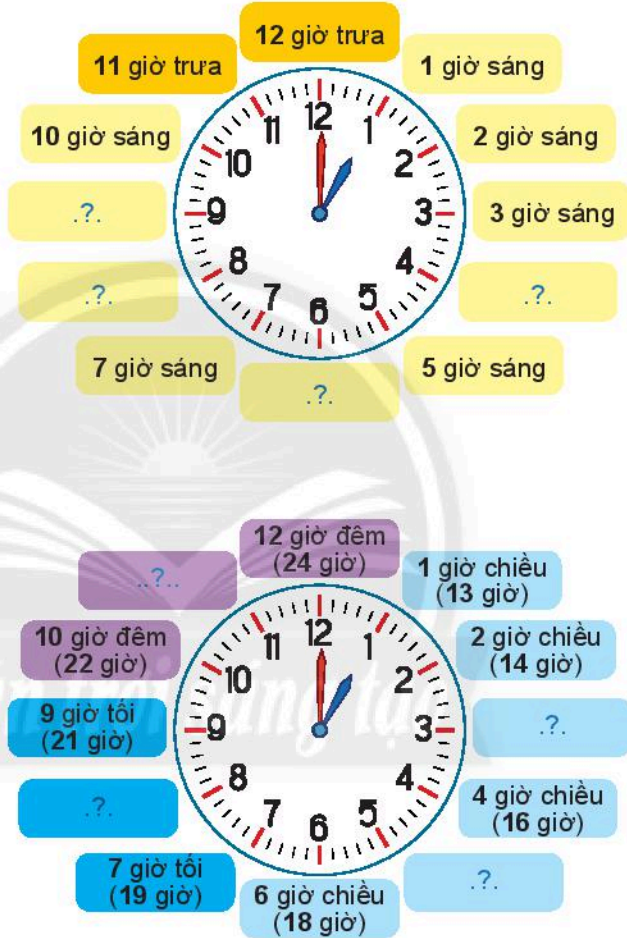 12 giờ trưa
11 giờ trưa
1 giờ sáng
10 giờ sáng
2 giờ sáng
.?.
3 giờ sáng
.?.
.?.
7 giờ sáng
5 giờ sáng
.?.
12
11
1
10
2
9
3
8
4
7
5
6
12 giờ đêm
(24 giờ)
..?..
1 giờ chiều
(13 giờ)
10 giờ đêm
(22 giờ)
2 giờ chiều
(14 giờ)
9 giờ tối
(21 giờ)
.?.
.?.
4 giờ chiều
(16 giờ)
7 giờ tối
(19 giờ)
6 giờ chiều
(18 giờ)
.?.
12
11
1
10
2
9
3
8
4
7
5
6